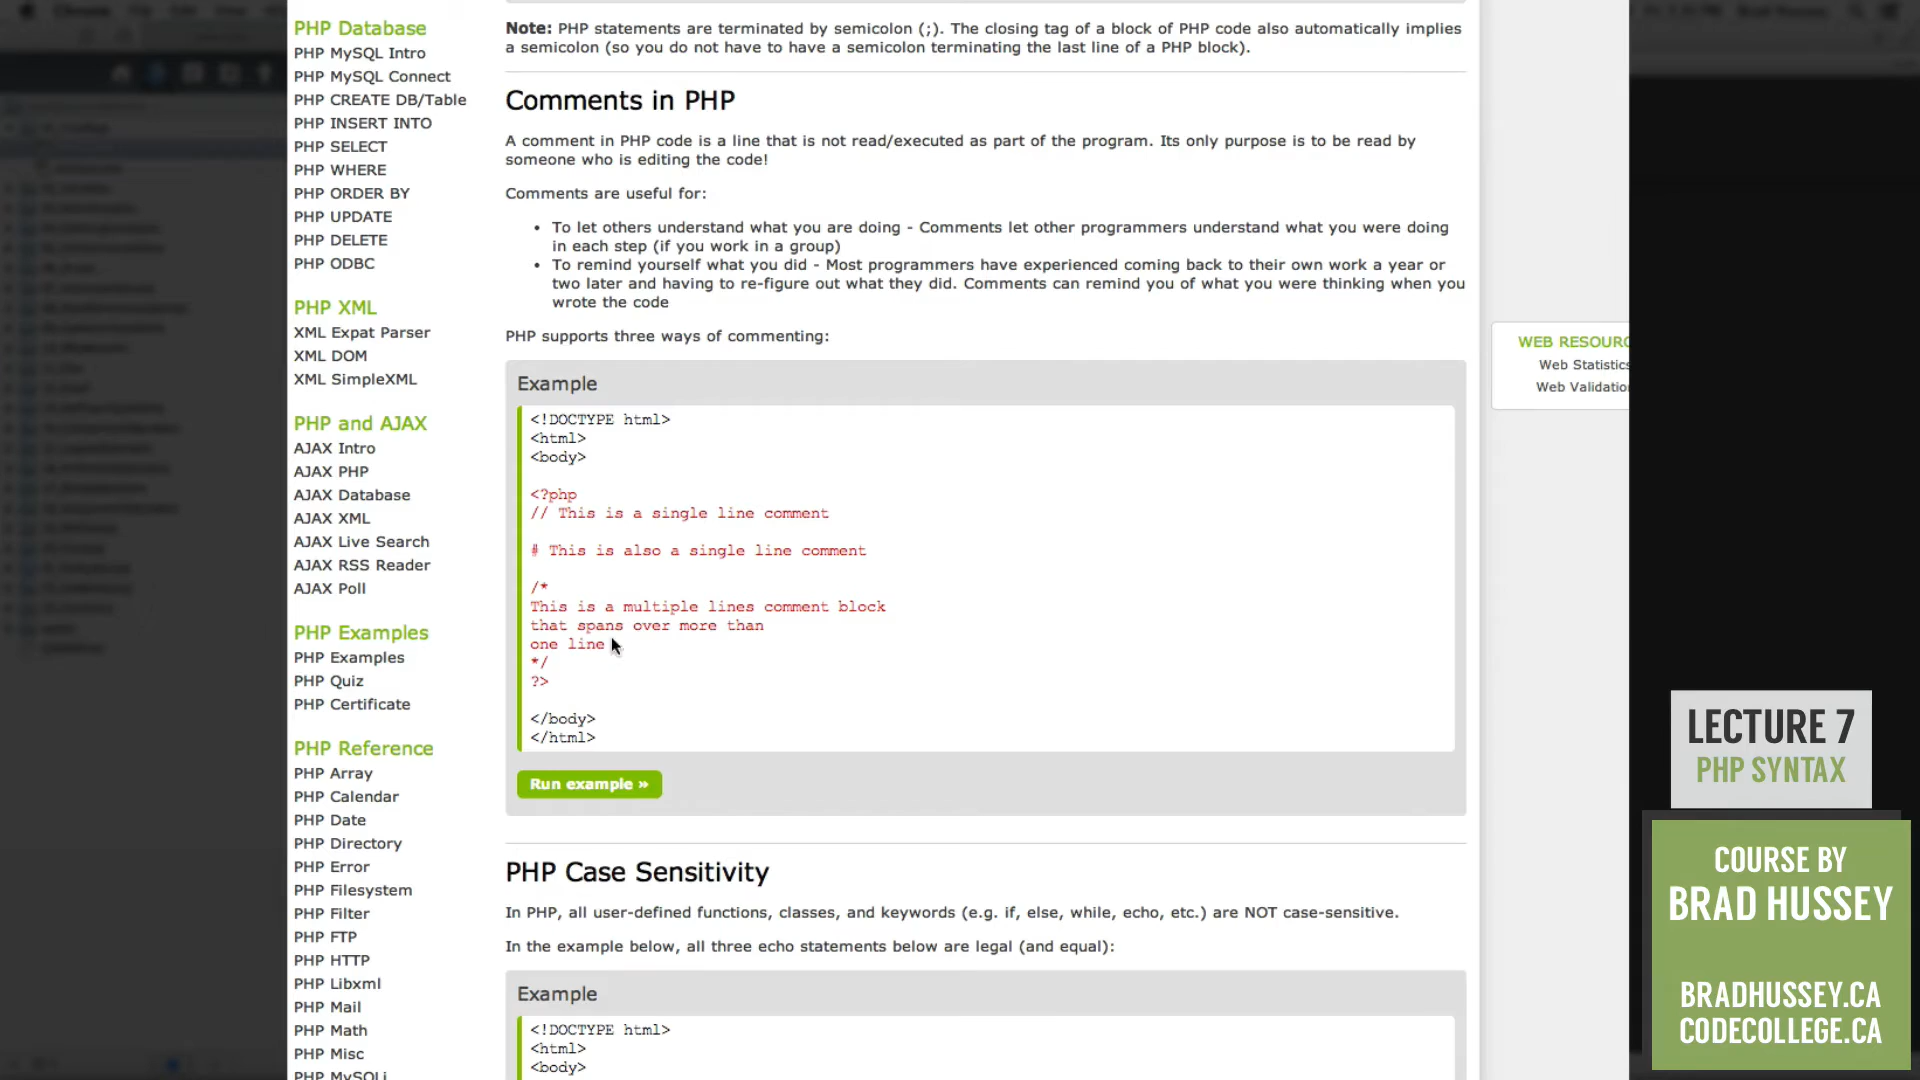 PHP Database
PHP MySQL Intro
PHP MySQL Connect
PHP CREATE DB/Table
PHP INSERT INTO
PHP SELECT
PHP WHERE
PHP ORDER BY
PHP UPDATE
PHP DELETE
PHP ODBC
PHP XML
XML Expat Parser
XML DOM
XML SimpleXML
PHP and AJAX
AJAX Intro
AJAX PHP
AJAX Database
AJAX XML
AJAX Live Search
AJAX RSS Reader
AJAX Poll
PHP Examples
PHP Examples
PHP Quiz
PHP Certificate
PHP Reference
PHP Array
PHP Calendar
PHP Date
PHP Directory
PHP Error
PHP Filesystem
PHP Filter
PHP FTP
PHP HTTP
PHP Libxml
PHP Mail
PHP Math
PHP Misc
PHP MySQLi
Note: PHP statements are terminated by semicolon (;). The closing tag of a block of PHP code also automatically implies
a semicolon (so you do not have to have a semicolon terminating the last line of a PHP block).
Comments in PHP
A comment in PHP code is a line that is not read/executed as part of the program. Its only purpose is to be read by
someone who is editing the code!
Comments are useful for:
• To let others understand what you are doing - Comments let other programmers understand what you were doing
in each step (if you work in a group)
• To remind yourself what you did - Most programmers have experienced coming back to their own work a year or
two later and having to re-figure out what they did. Comments can remind you of what you were thinking when you
wrote the code
PHP supports three ways of commenting:
Example
<!DOCTYPE html>
<html>
<body>
<?php
// This is a single line comment
# This is also a single line comment
/*
This is a multiple lines comment block
that spans over more than
one line
*/
?>
</body>
</html>
Run example »
PHP Case Sensitivity
In PHP, all user-defined functions, classes, and keywords (e.g. if, else, while, echo, etc.) are NOT case-sensitive.
In the example below, all three echo statements below are legal (and equal):
Example
<!DOCTYPE html>
<html>
<body>
WEB RESOURC
Web Statistics
Web Validatio
LECTURE 7
PHP SYNTAX
COURSE BY
BRAD HUSSEY
BRADHUSSEY.CA
CODECOLLEGE.CA